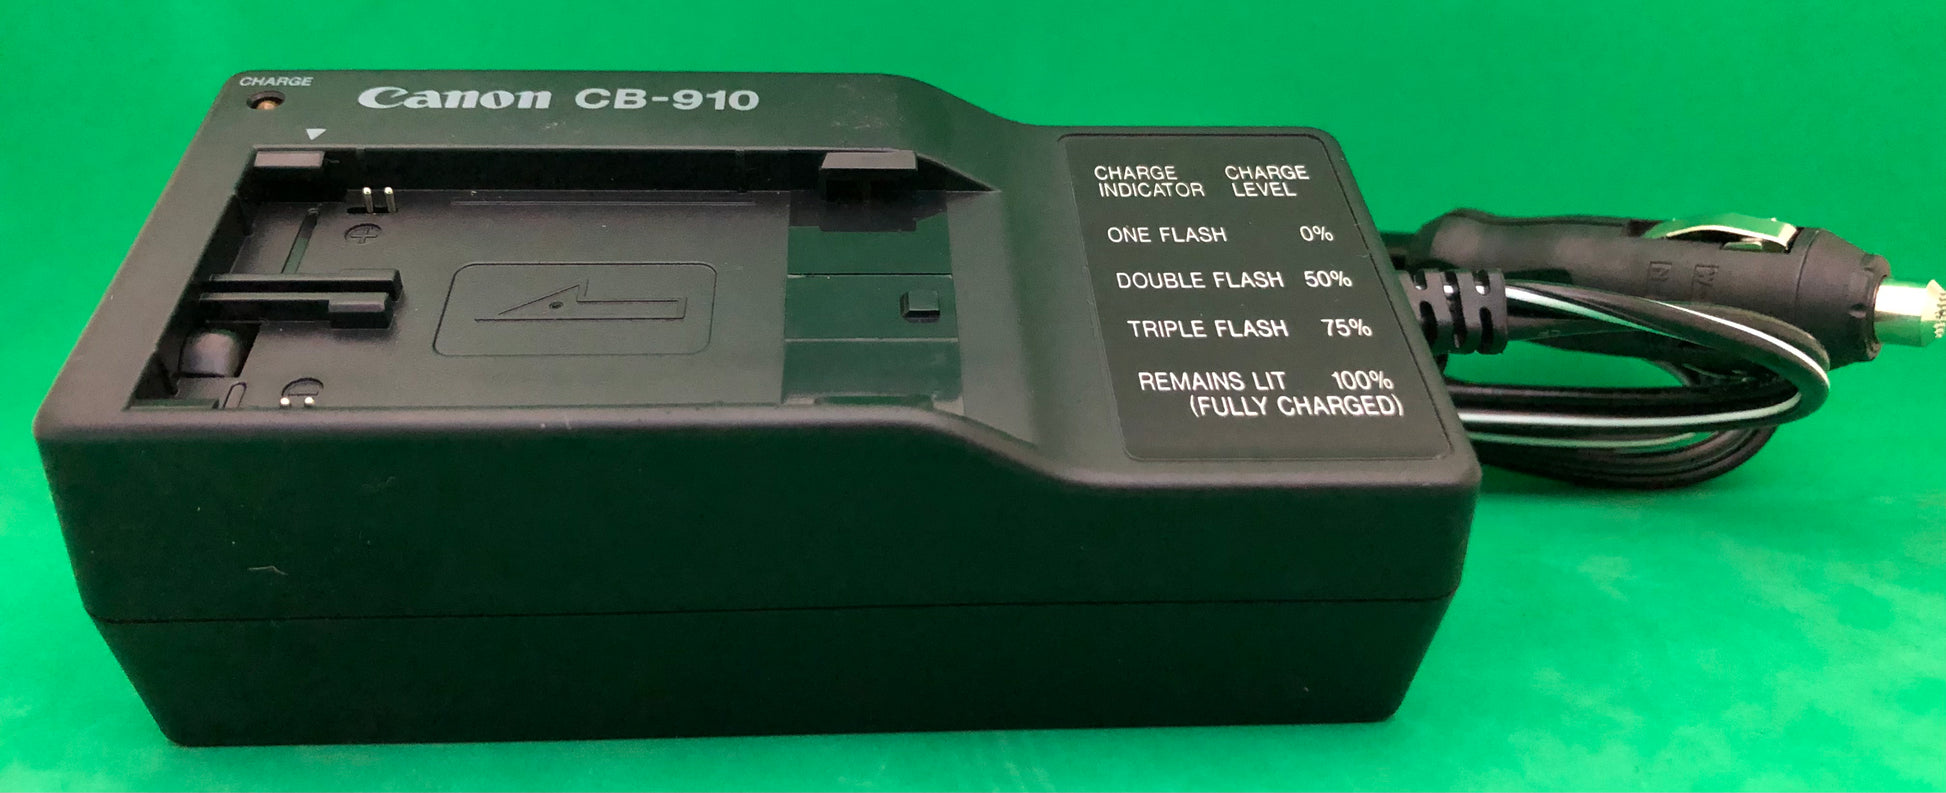 CHARGE
Canon CB-910
CHARGE INDICATOR CHARGE LEVEL
ONE FLASH 0%
DOUBLE FLASH 50%
TRIPLE FLASH 75%
REMAINS LIT 100%
(FULLY CHARGED)